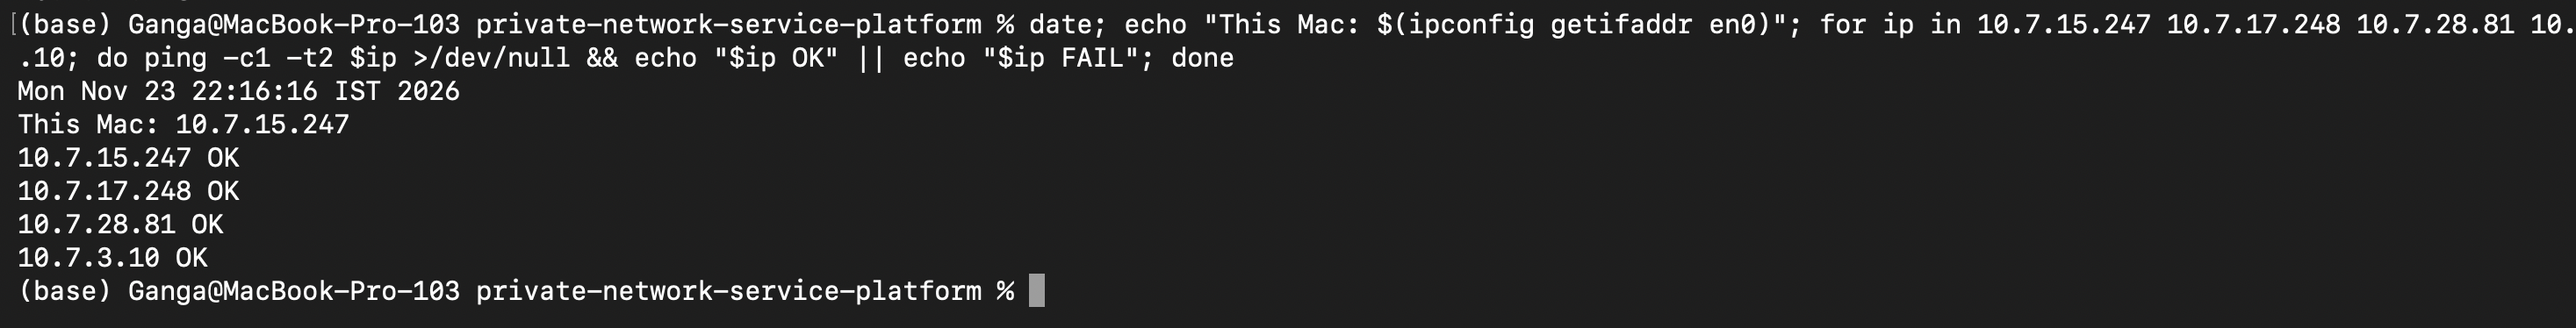 (base) Ganga@MacBook-Pro-103 private-network-service-platform % date; echo "This Mac: $(ipconfig getifaddr en0)"; for ip in 10.7.15.247 10.7.17.248 10.7.28.81 10.
.10; do ping -c1 -t2 $ip >/dev/null && echo "$ip OK" || echo "$ip FAIL"; done
Mon Nov 23 22:16:16 IST 2026
This Mac: 10.7.15.247
10.7.15.247 OK
10.7.17.248 OK
10.7.28.81 OK
10.7.3.10 OK
(base) Ganga@MacBook-Pro-103 private-network-service-platform %